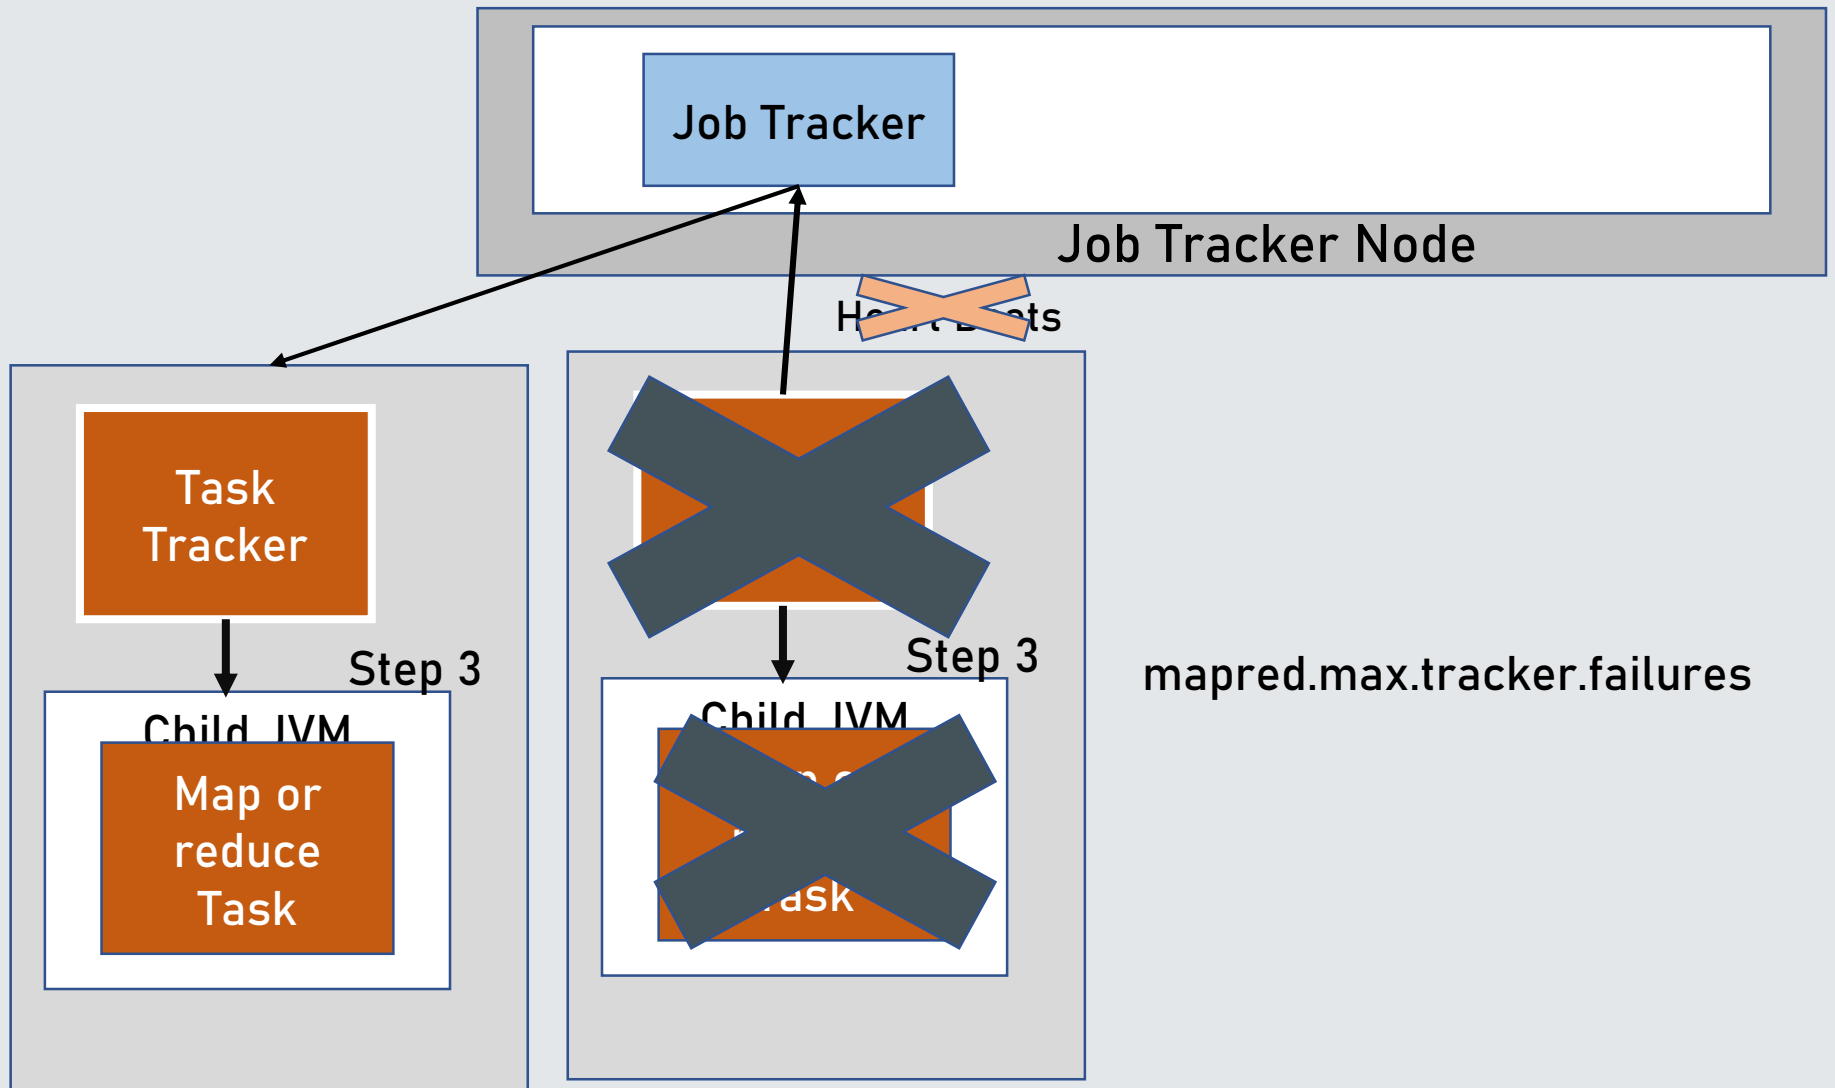 Job Tracker
Job Tracker Node
Task
Tracker
Step 3
Child JVM
Map or
reduce
Task
Step 3
Child JVM
Task
mapred.max.tracker.failures